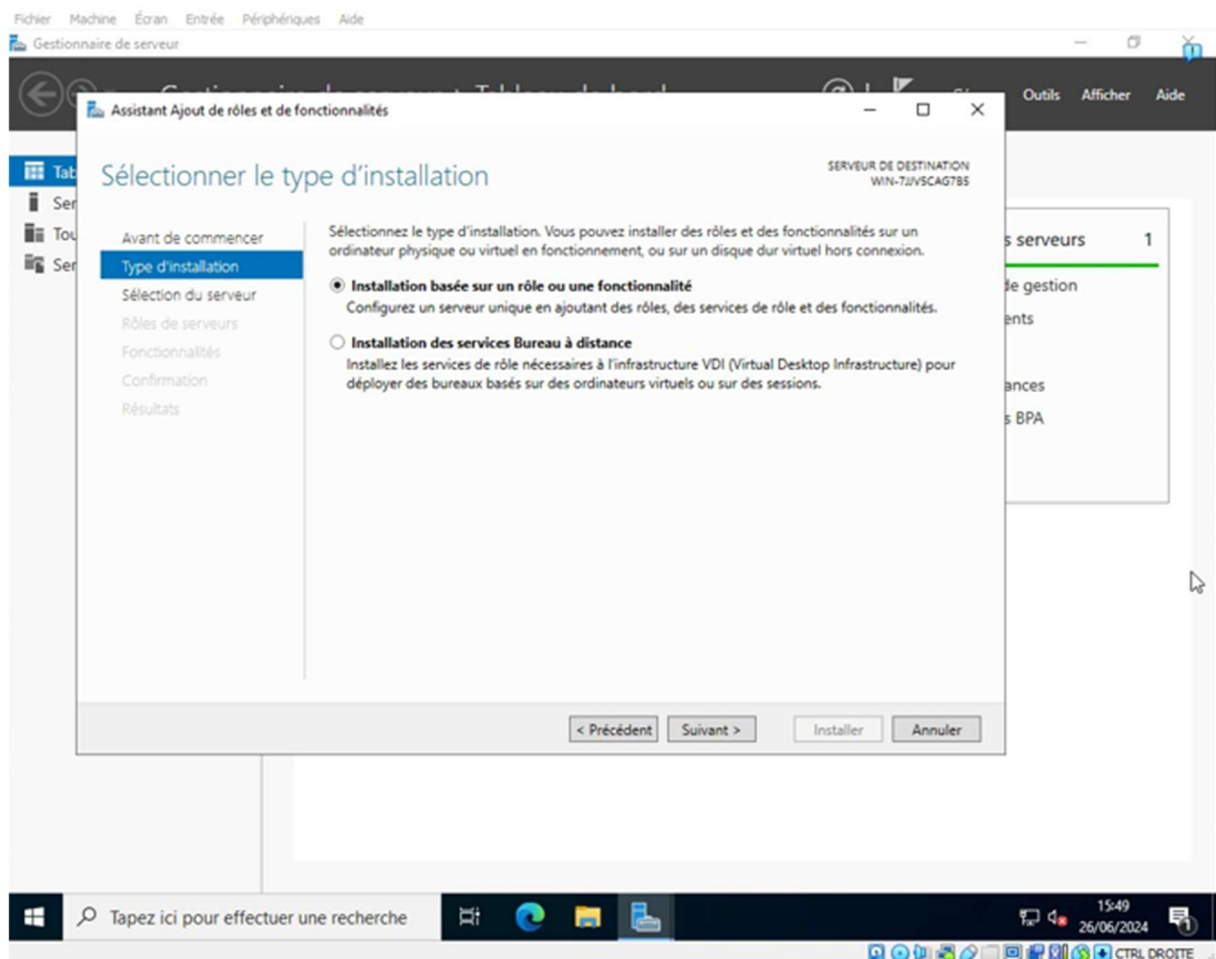 Fichier Machine Écran Entrée Périphériques Aide
Gestionnaire de serveur
Outils Afficher Aide
Assistant Ajout de rôles et de fonctionnalités
Sélectionner le type d'installation
SERVEUR DE DESTINATION
WIN-7JJVSCAG7B5
Tab
Ser
Tou
Ser
Avant de commencer
Type d'installation
Sélection du serveur
Rôles de serveurs
Fonctionnalités
Confirmation
Résultats
Sélectionnez le type d'installation. Vous pouvez installer des rôles et des fonctionnalités sur un
ordinateur physique ou virtuel en fonctionnement, ou sur un disque dur virtuel hors connexion.
Installation basée sur un rôle ou une fonctionnalité
Configurez un serveur unique en ajoutant des rôles, des services de rôle et des fonctionnalités.
Installation des services Bureau à distance
Installez les services de rôle nécessaires à l'infrastructure VDI (Virtual Desktop Infrastructure) pour
déployer des bureaux basés sur des ordinateurs virtuels ou sur des sessions.
s serveurs 1
de gestion
ents
ances
s BPA
< Précédent Suivant > Installer Annuler
Tapez ici pour effectuer une recherche
15:49
26/06/2024
1
CTRL DROITE